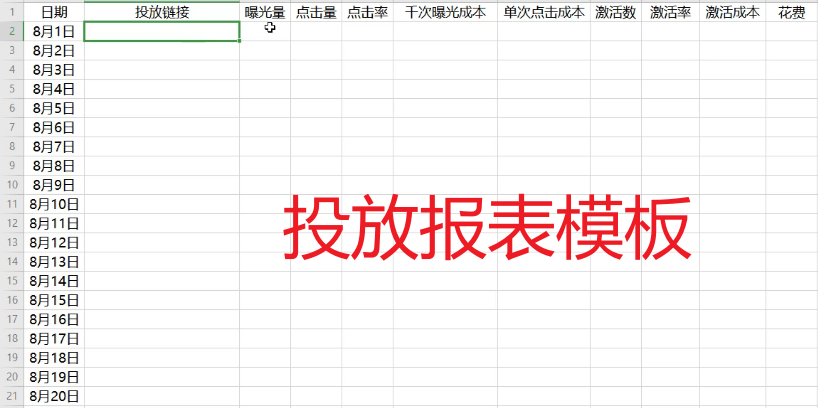 日期 投放链接 曝光量 点击量 点击率 千次曝光成本 单次点击成本 激活数 激活率 激活成本 花费
1
2 8月1日
3 8月2日
4 8月3日
5 8月4日
6 8月5日
7 8月6日
8 8月7日
9 8月8日
10 8月9日
11 8月10日
12 8月11日
投放报表模板
13 8月12日
14 8月13日
15 8月14日
16 8月15日
17 8月16日
18 8月17日
19 8月18日
20 8月19日
21 8月20日